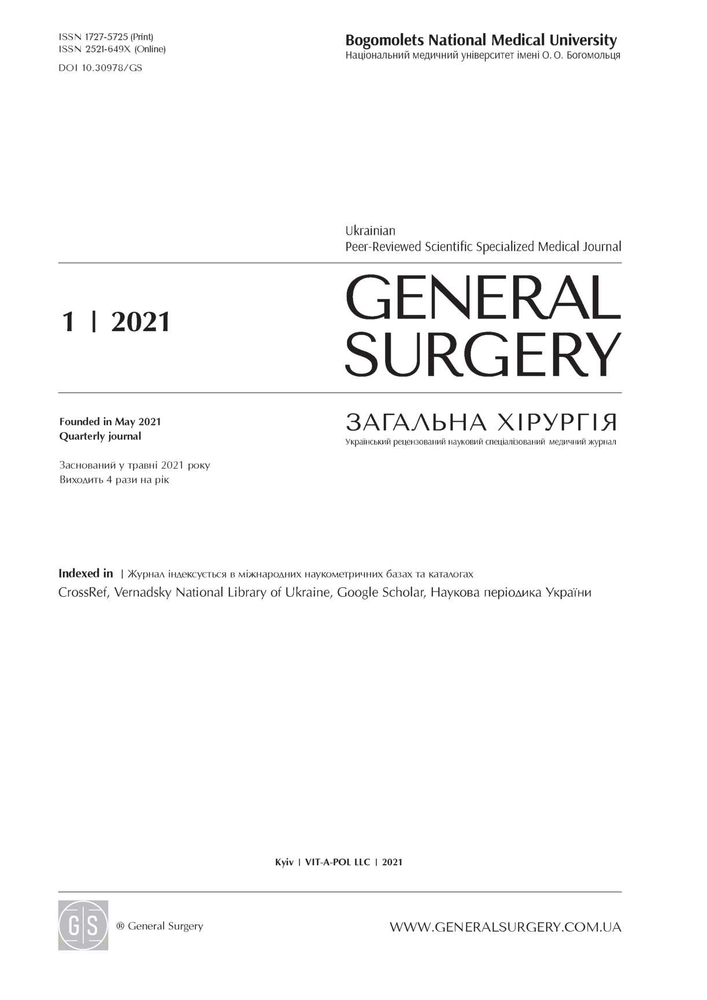 ISSN 1727-5725 (Print)
ISSN 2521-649X (Online)
DOI 10.30978/GS
Bogomolets National Medical University
Національний медичний університет імені О. О. Богомольця
Ukrainian
Peer-Reviewed Scientific Specialized Medical Journal
1 | 2021
GENERAL
SURGERY
Founded in May 2021
Quarterly journal
Заснований у травні 2021 року
Виходить 4 рази на рік
ЗАГАЛЬНА ХІРУРГІЯ
Український рецензований науковий спеціалізований медичний журнал
Indexed in | Журнал індексується в міжнародних наукометричних базах та каталогах
CrossRef, Vernadsky National Library of Ukraine, Google Scholar, Наукова періодика України
Kyiv | VIT-A-POL LLC | 2021
G|S
® General Surgery
WWW.GENERALSURGERY.COM.UA